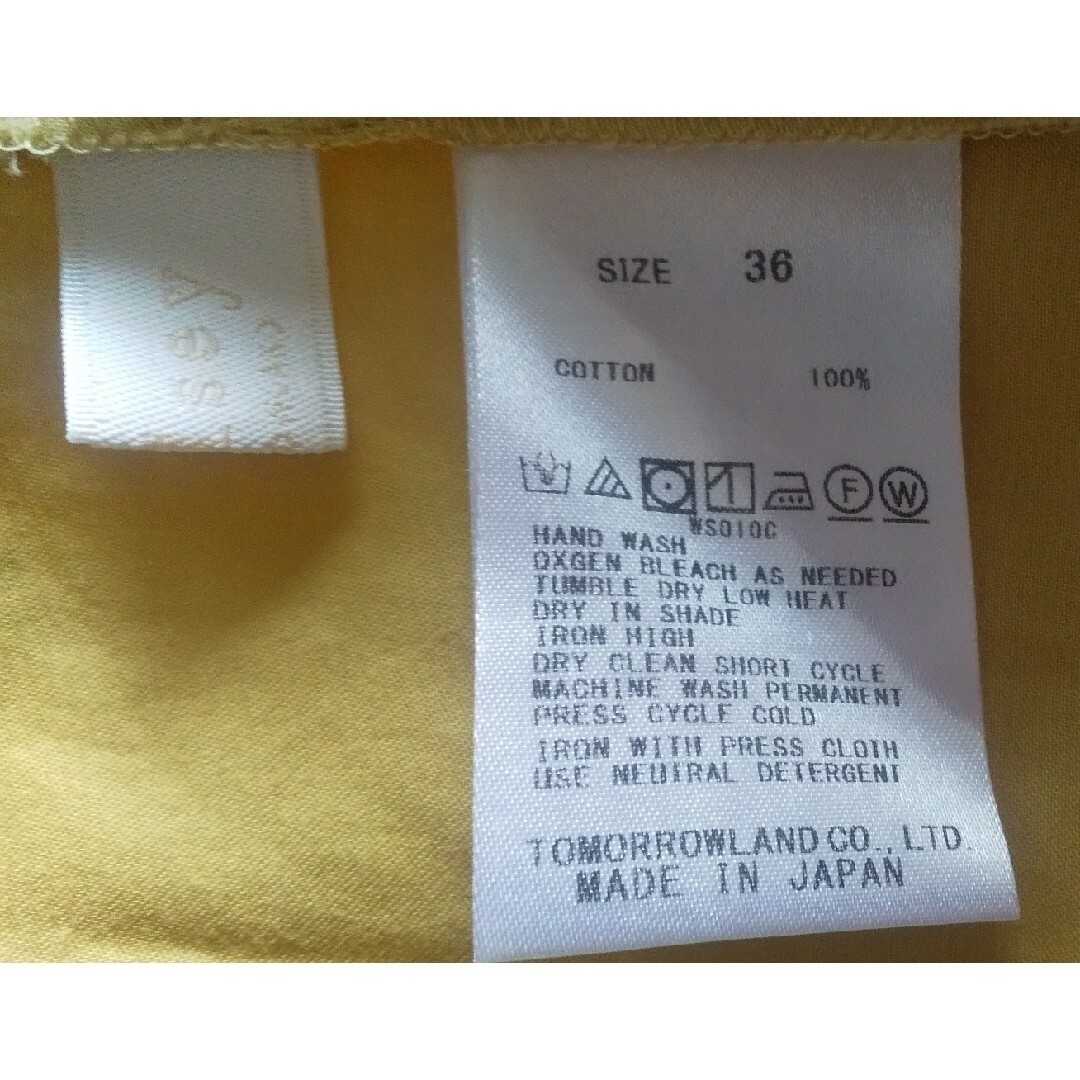 SIZE 36
COTTON 100%
F W
WS010C
HAND WASH
OXGEN BLEACH AS NEEDED
TUMBLE DRY LOW HEAT
DRY IN SHADE
IRON HIGH
DRY CLEAN SHORT CYCLE
MACHINE WASH PERMANENT
PRESS CYCLE COLD
IRON WITH PRESS CLOTH
USE NEUTRAL DETERGENT
TOMORROWLAND CO., LTD.
MADE IN JAPAN